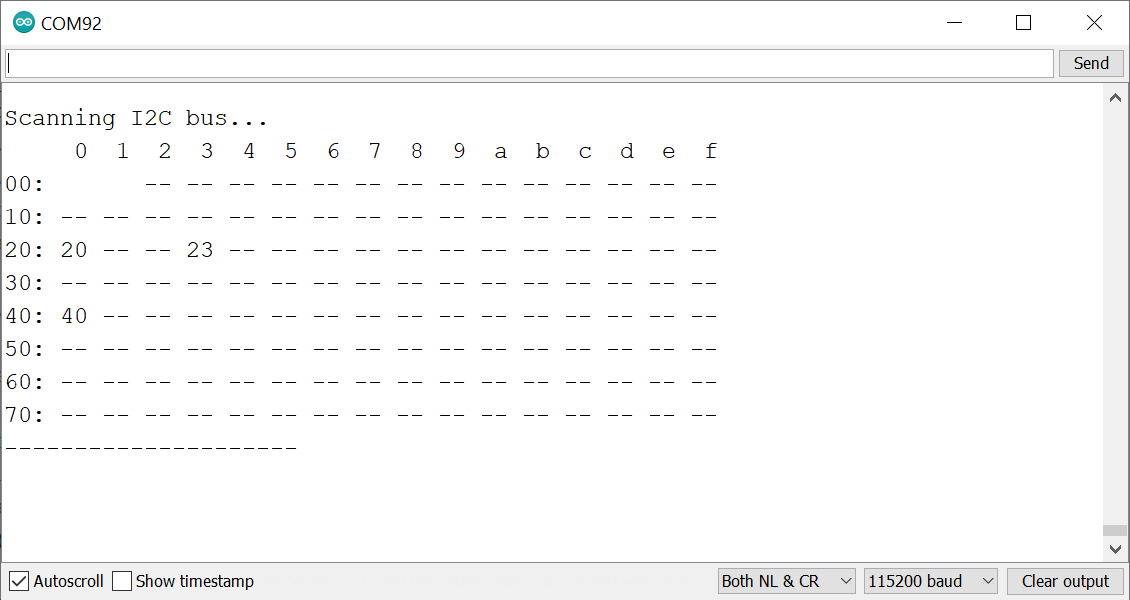 COM92
Send
Scanning I2C bus...
     0  1  2  3  4  5  6  7  8  9  a  b  c  d  e  f
00:       -- -- -- -- -- -- -- -- -- -- -- -- -- --
10: -- -- -- -- -- -- -- -- -- -- -- -- -- -- -- --
20: 20 -- -- 23 -- -- -- -- -- -- -- -- -- -- -- --
30: -- -- -- -- -- -- -- -- -- -- -- -- -- -- -- --
40: 40 -- -- -- -- -- -- -- -- -- -- -- -- -- -- --
50: -- -- -- -- -- -- -- -- -- -- -- -- -- -- -- --
60: -- -- -- -- -- -- -- -- -- -- -- -- -- -- -- --
70: -- -- -- -- -- -- -- -- -- -- -- -- -- -- -- --
---------------------
Autoscroll Show timestamp Both NL & CR 115200 baud Clear output